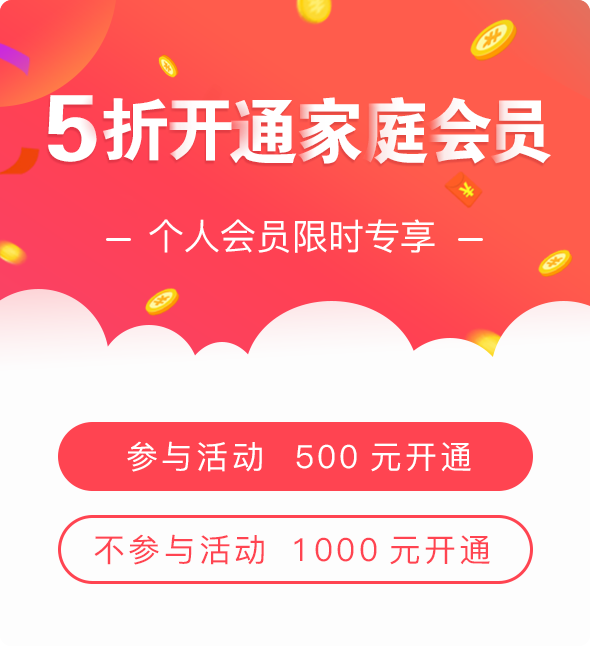 5折开通家庭会员
— 个人会员限时专享 —
参与活动 500 元开通
不参与活动 1000 元开通